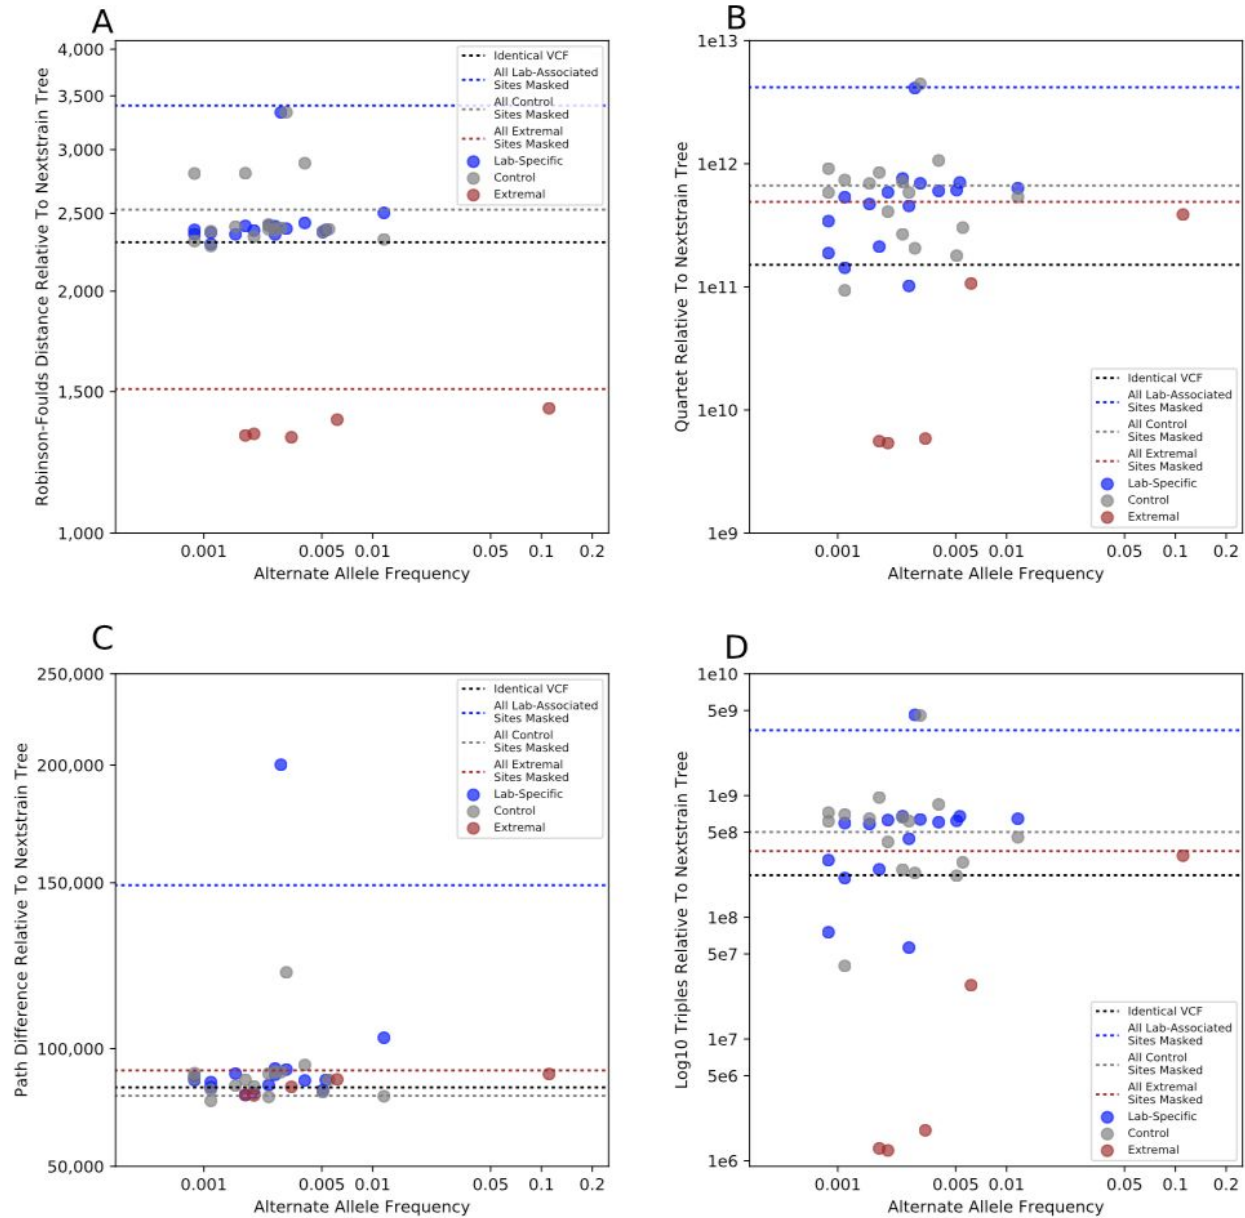 A
Robinson-Foulds Distance Relative To Nextstrain Tree
4,000
3,500
3,000
2,500
2,000
1,500
1,000
Identical VCF
All Lab-Associated
Sites Masked
All Control
Sites Masked
All Extremal
Sites Masked
Lab-Specific
Control
Extremal
0.001
0.005
0.01
0.05
0.1
0.2
Alternate Allele Frequency
B
Quartet Relative To Nextstrain Tree
1e13
1e12
1e11
1e10
1e9
Identical VCF
All Lab-Associated
Sites Masked
All Control
Sites Masked
All Extremal
Sites Masked
Lab-Specific
Control
Extremal
0.001
0.005
0.01
0.05
0.1
0.2
Alternate Allele Frequency
C
Path Difference Relative To Nextstrain Tree
250,000
200,000
150,000
100,000
50,000
Identical VCF
All Lab-Associated
Sites Masked
All Control
Sites Masked
All Extremal
Sites Masked
Lab-Specific
Control
Extremal
0.001
0.005
0.01
0.05
0.1
0.2
Alternate Allele Frequency
D
Log10 Triples Relative To Nextstrain Tree
1e10
5e9
1e9
5e8
1e8
5e7
1e7
5e6
1e6
Identical VCF
All Lab-Associated
Sites Masked
All Control
Sites Masked
All Extremal
Sites Masked
Lab-Specific
Control
Extremal
0.001
0.005
0.01
0.05
0.1
0.2
Alternate Allele Frequency